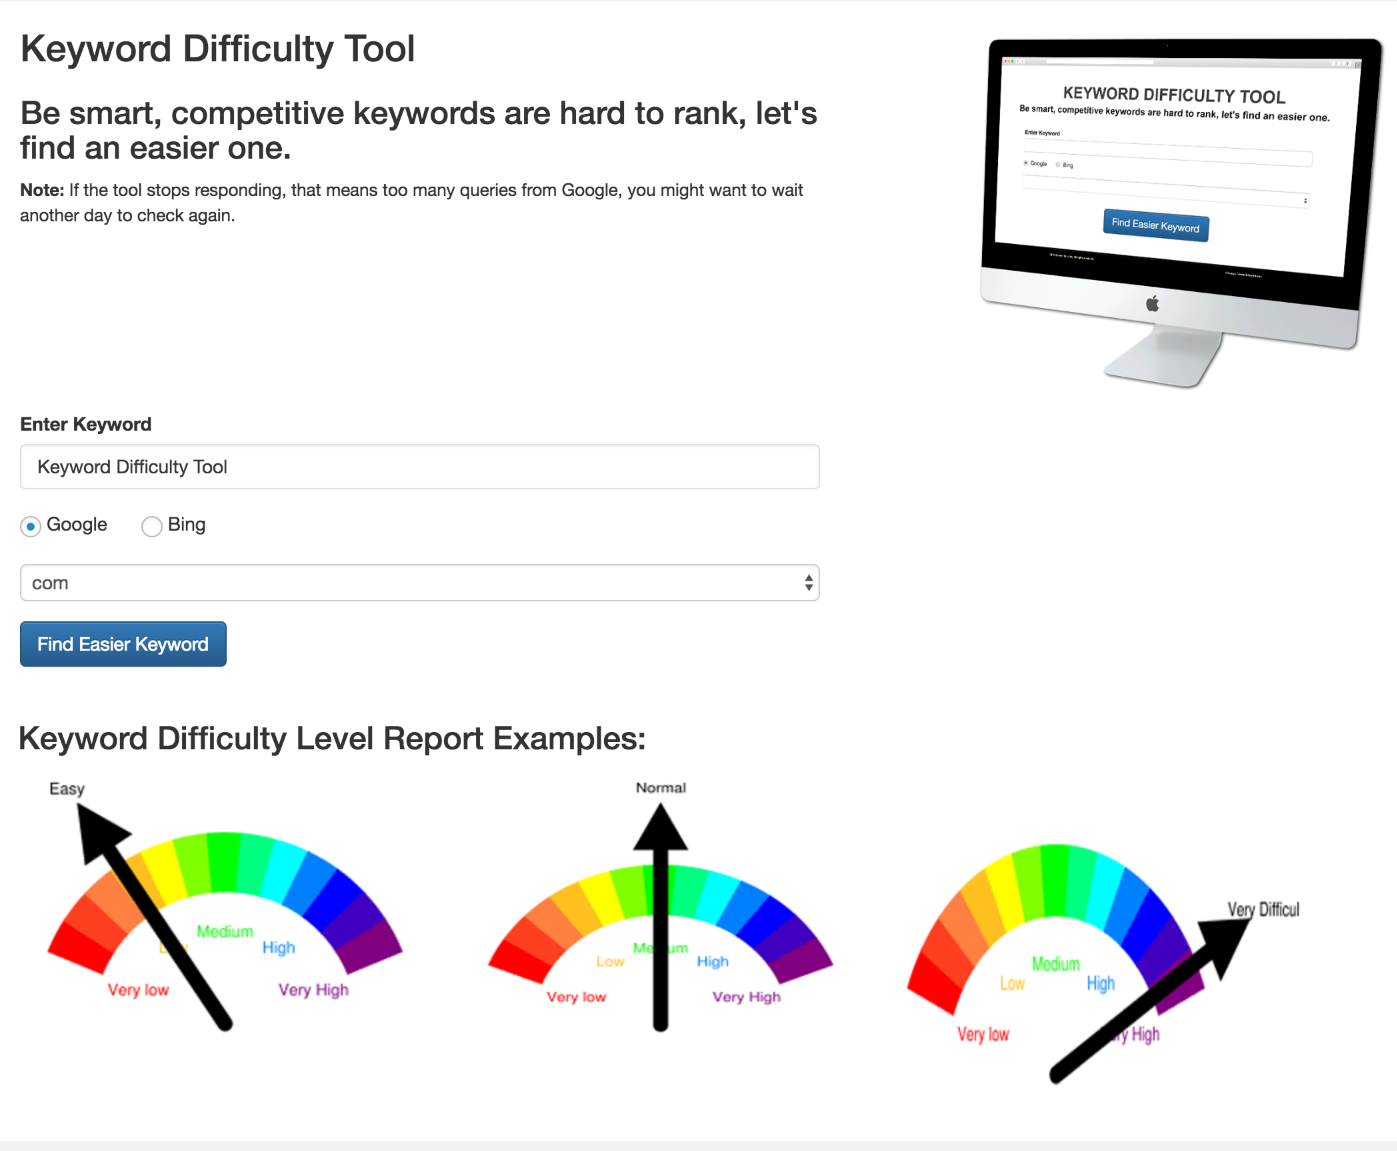 Keyword Difficulty Tool
Be smart, competitive keywords are hard to rank, let's
find an easier one.
Note: If the tool stops responding, that means too many queries from Google, you might want to wait
another day to check again.
KEYWORD DIFFICULTY TOOL
Be smart, competitive keywords are hard to rank, let's find an easier one.
Enter Keyword
Google Bing
Find Easier Keyword
Enter Keyword
Keyword Difficulty Tool
Google Bing
com
Find Easier Keyword
Keyword Difficulty Level Report Examples:
Easy
Medium
High
Very low
Very High
Normal
Low
High
Very low
Very High
Very Difficul
Medium
Low
High
Very low
High